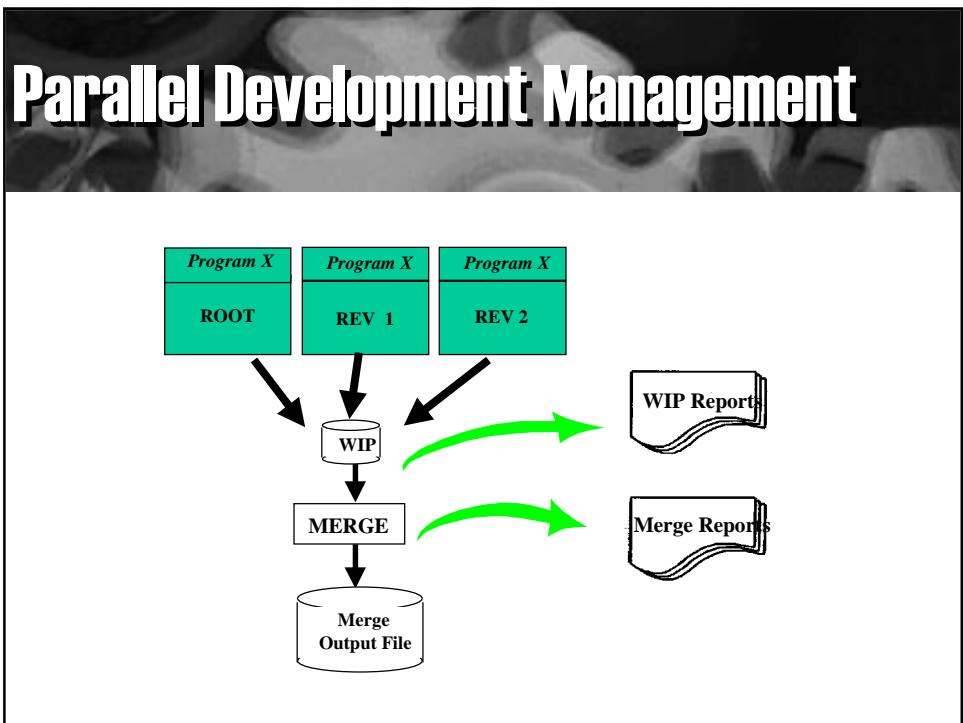 Parallel Development Management
Program X
Program X
Program X
ROOT
REV 1
REV 2
WIP Reports
WIP
MERGE
Merge Reports
Merge
Output File